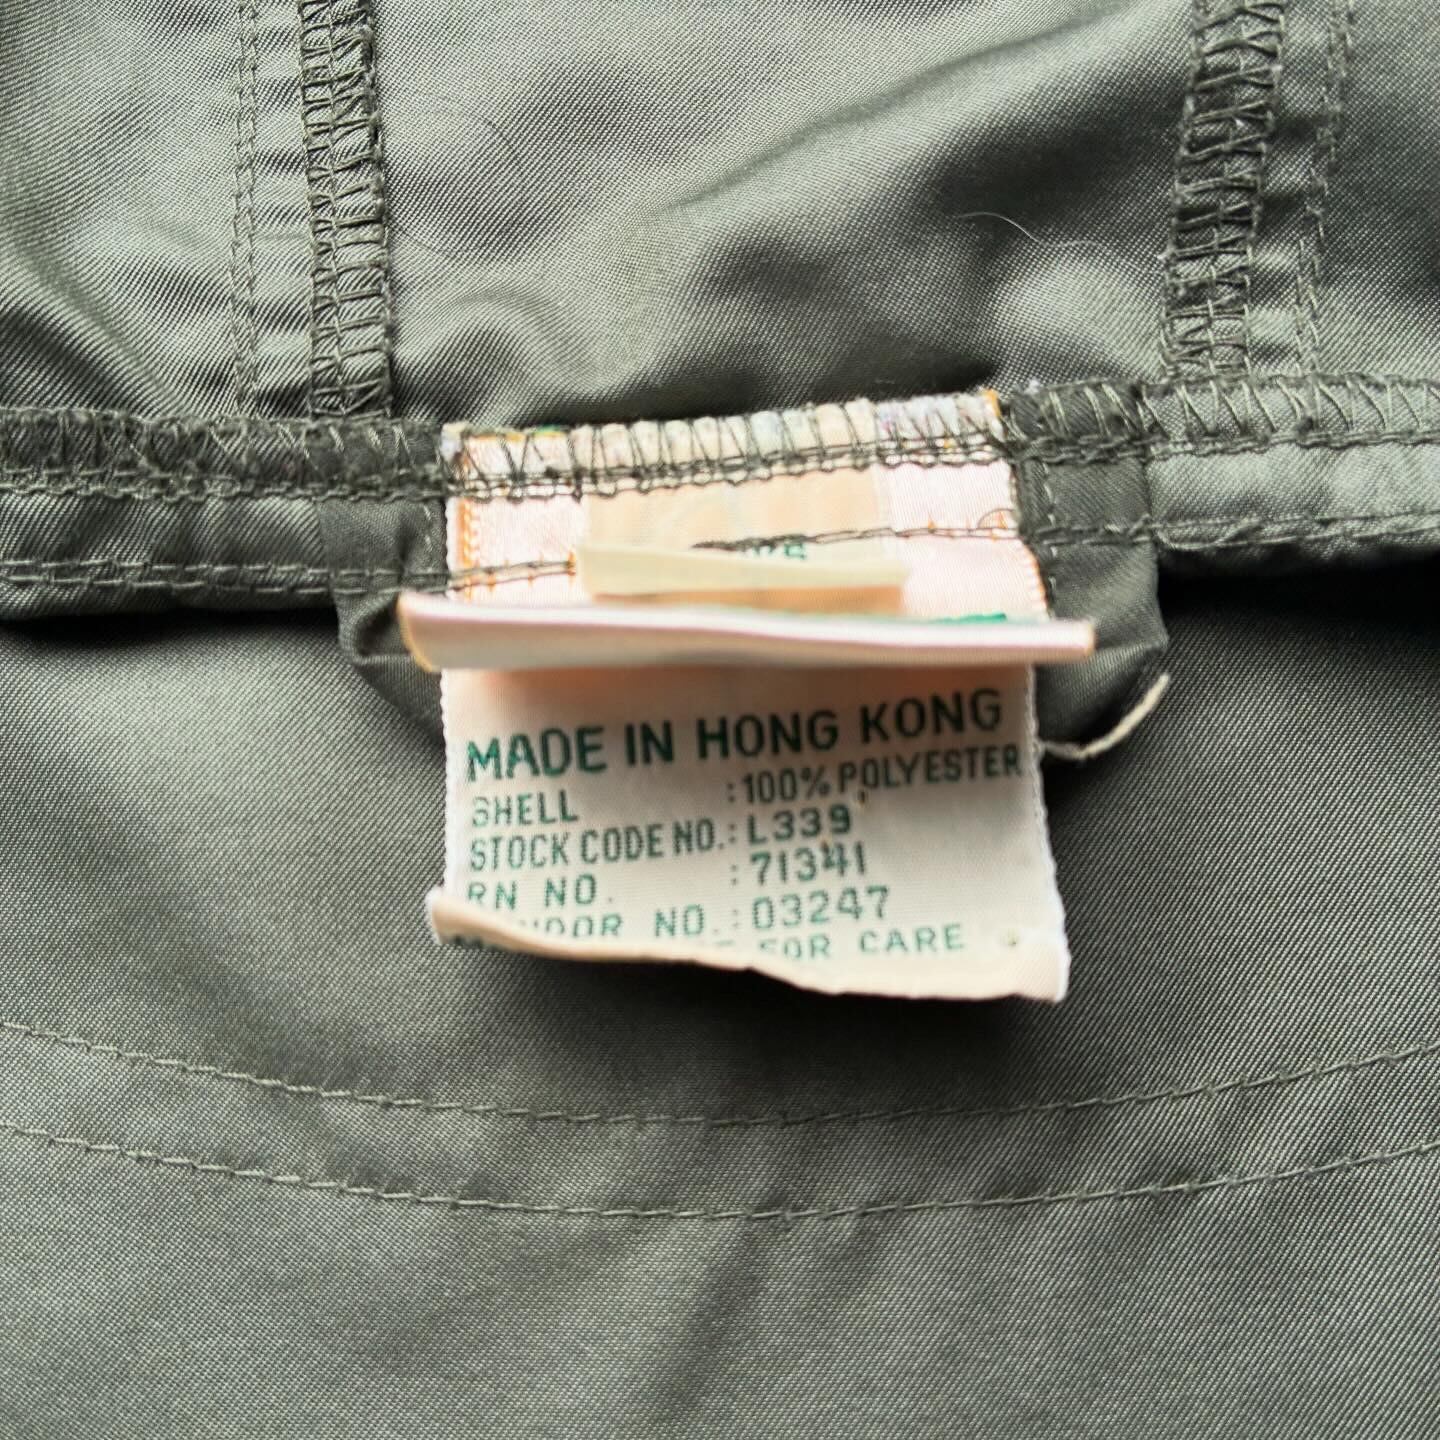 MADE IN HONG KONG
SHELL :100% POLYESTER
STOCK CODE NO.: L339
RN NO. : 71341
NO.: 03247
FOR CARE